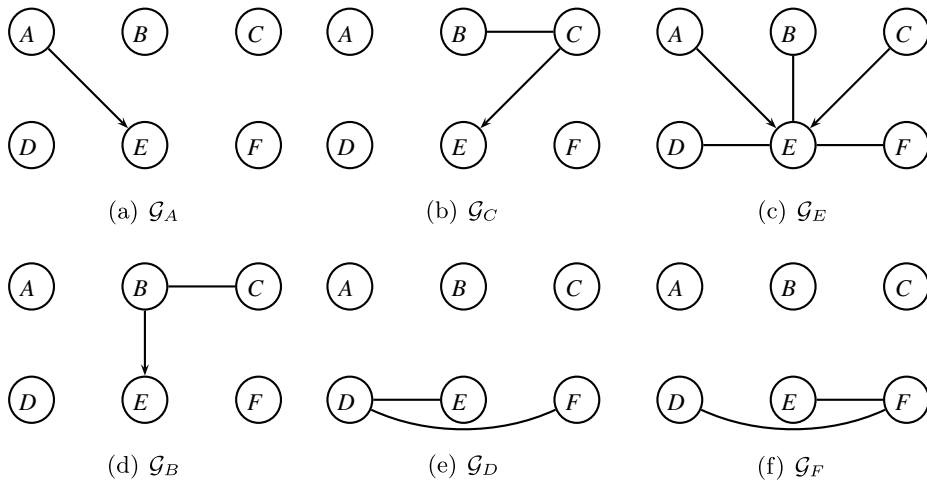 A B C A B C A B C
D E F D E F D E F
(a) 𝒢_A (b) 𝒢_C (c) 𝒢_E
A B C A B C A B C
D E F D E F D E F
(d) 𝒢_B (e) 𝒢_D (f) 𝒢_F